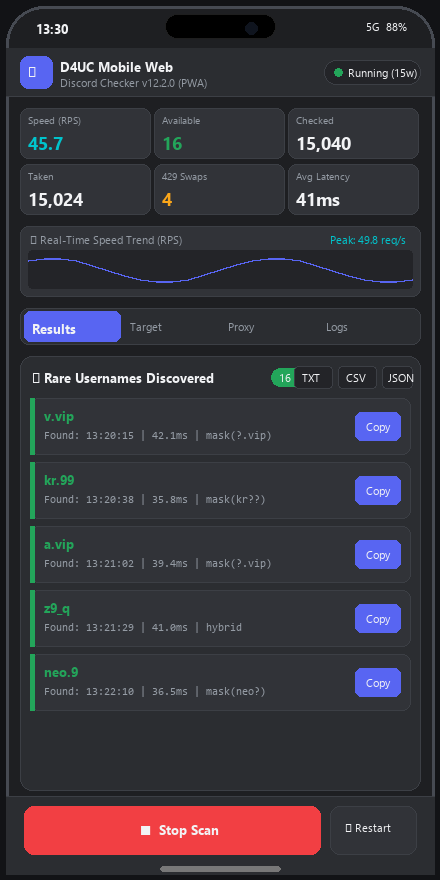 13:30
5G 88%
D4UC Mobile Web
Discord Checker v12.2.0 (PWA)
Running (15w)
Speed (RPS)
45.7
Available
16
Checked
15,040
Taken
15,024
429 Swaps
4
Avg Latency
41ms
Real-Time Speed Trend (RPS)
Peak: 49.8 req/s
Results
Target
Proxy
Logs
Rare Usernames Discovered
16
TXT
CSV
JSON
v.vip
Found: 13:20:15 | 42.1ms | mask(?.vip)
Copy
kr.99
Found: 13:20:38 | 35.8ms | mask(kr??)
Copy
a.vip
Found: 13:21:02 | 39.4ms | mask(?.vip)
Copy
z9_q
Found: 13:21:29 | 41.0ms | hybrid
Copy
neo.9
Found: 13:22:10 | 36.5ms | mask(neo?)
Copy
Stop Scan
Restart